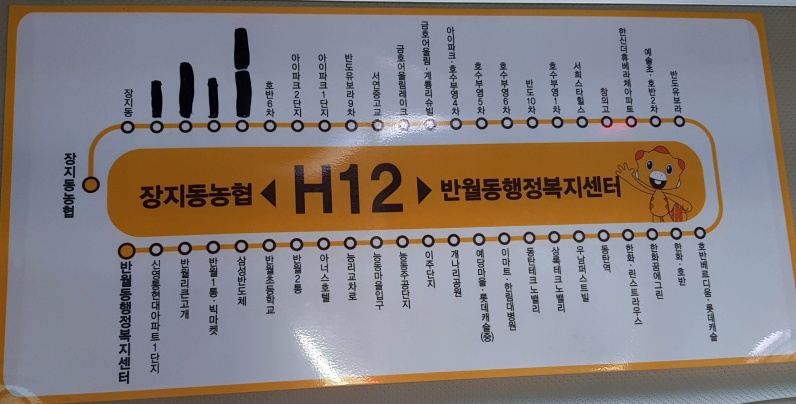 장지동농협
장지동
호반6차
아이파크2단지
아이파크1단지
반도유보라9차
서연중고교
금호어울림레이크
금호어울림·계룡리슈빌
아이파크·호수부영4차
호수부영5차
호수부영6차
반도10차
호수부영1차
서희스타힐스
창의고
한신더휴베라체아파트
예술초·호반2차
반도유보라
장지동농협 ◀ H12 ▶ 반월동행정복지센터
반월동행정복지센터
신영통현대아파트1단지
반월리큰고개
반월1통·빅마켓
삼성반도체
반월초등학교
반월2통
아너스호텔
능리교차로
능동마을입구
능동주공단지
이주단지
개나리공원
예당마을·롯데캐슬(중)
이마트·한림대병원
동탄테크노밸리
상록테크노밸리
우남퍼스트빌
동탄역
한화·린스트라우스
한화꿈에그린
한화·호반
호반베르디움·롯데캐슬